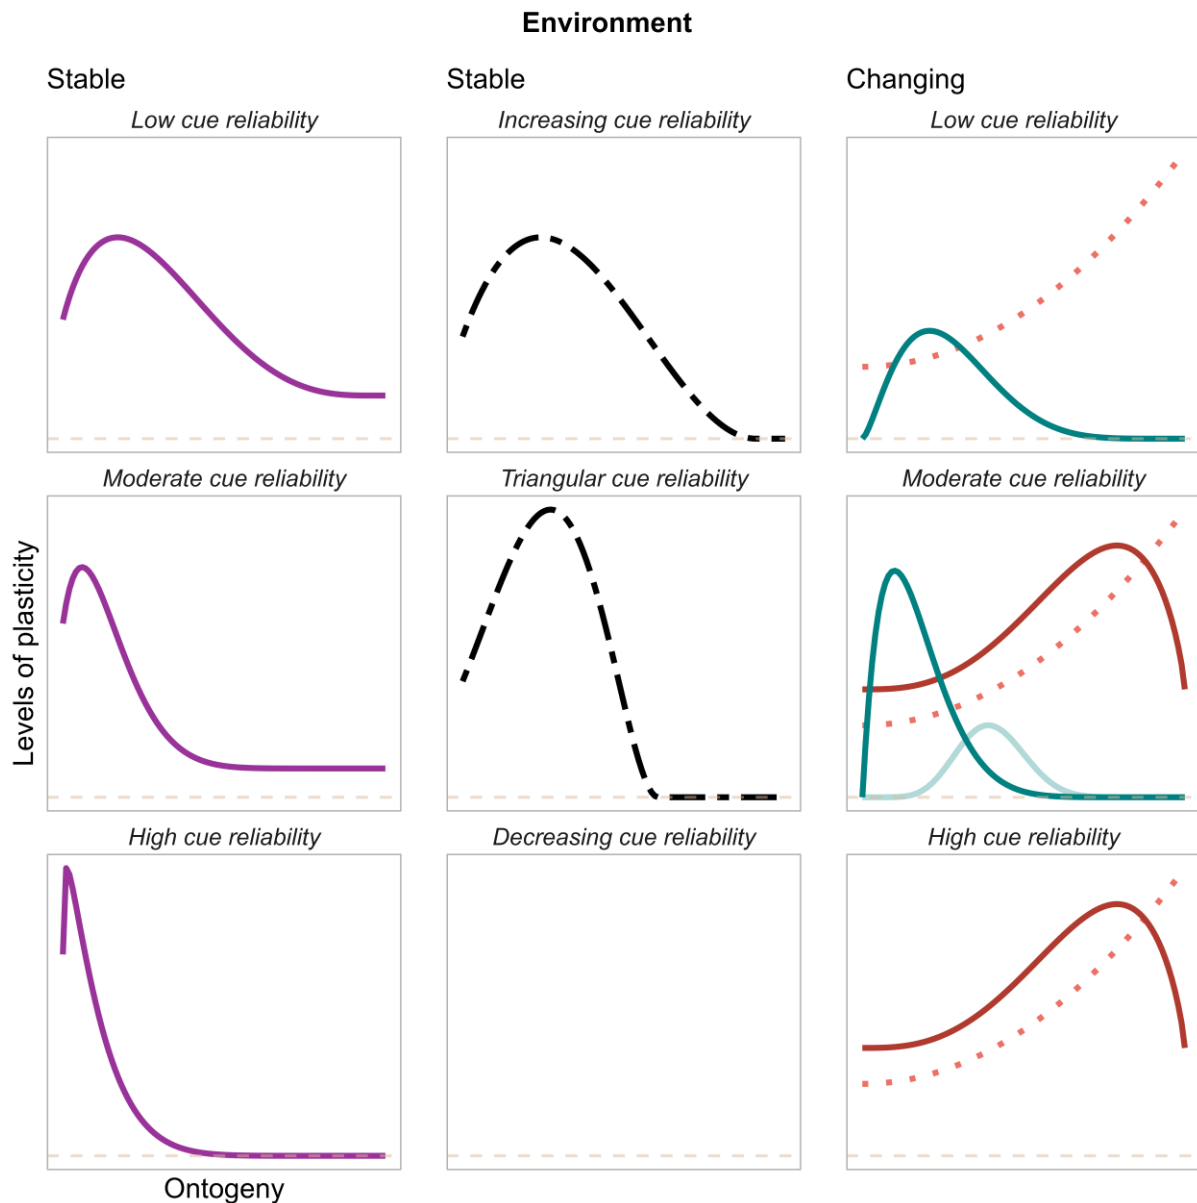 Environment
Stable
Stable
Changing
Low cue reliability
Increasing cue reliability
Low cue reliability
Moderate cue reliability
Triangular cue reliability
Moderate cue reliability
High cue reliability
Decreasing cue reliability
High cue reliability
Levels of plasticity
Ontogeny